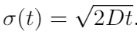 σ(t) = √2Dt.